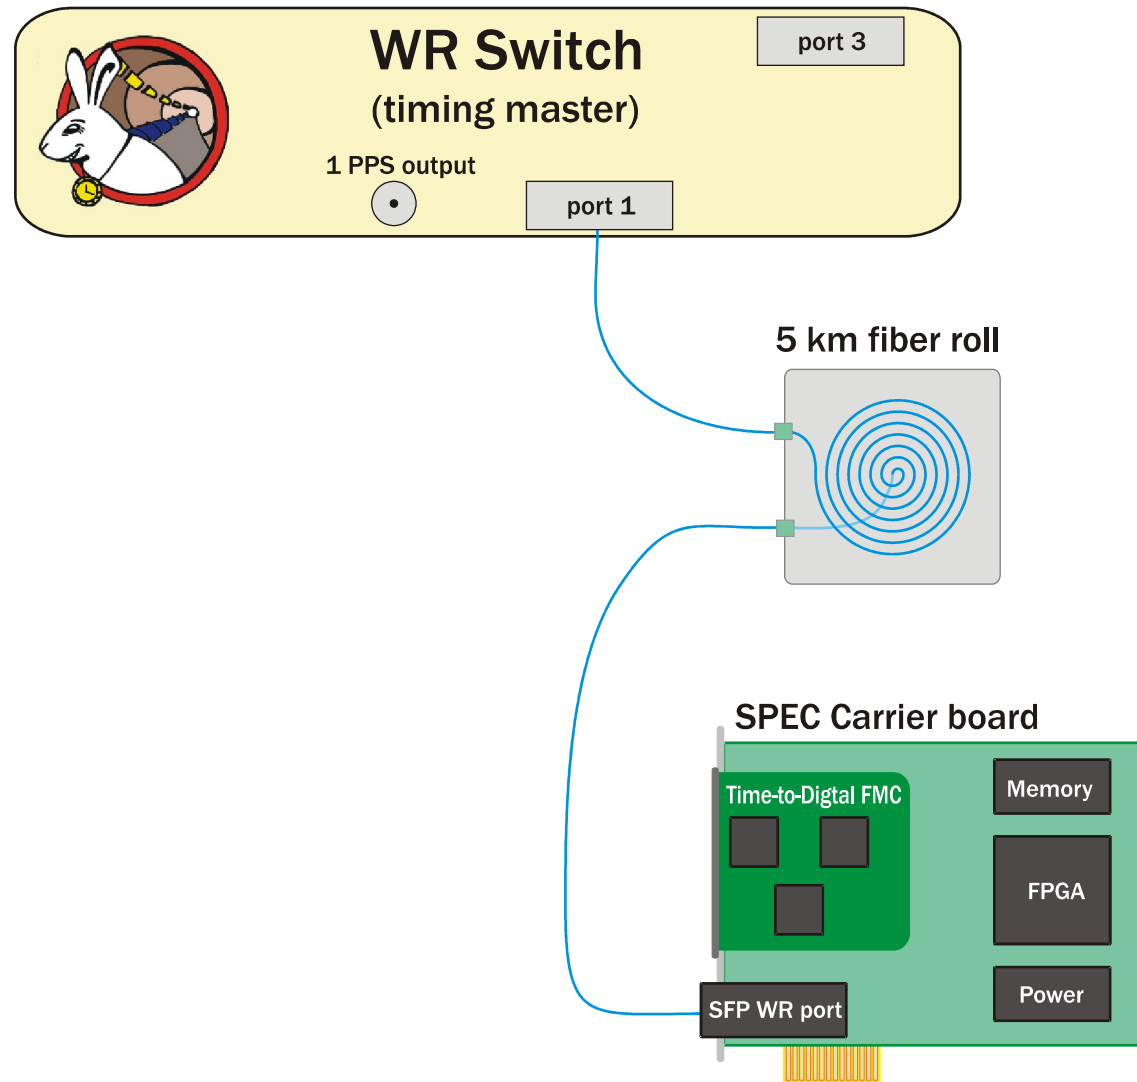 WR Switch
(timing master)
port 3
1 PPS output
port 1
5 km fiber roll
SPEC Carrier board
Time-to-Digtal FMC
Memory
FPGA
Power
SFP WR port